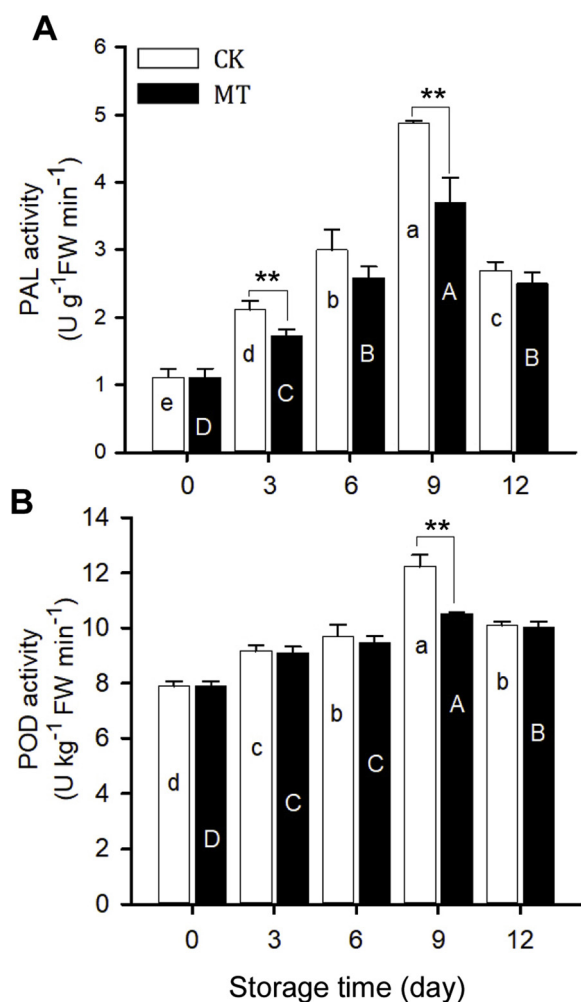 A
CK
MT
PAL activity
(U g⁻¹FW min⁻¹)
6
5
4
3
2
1
0
**
**
e
D
d
C
b
B
a
A
c
B
0 3 6 9 12
B
POD activity
(U kg⁻¹ FW min⁻¹)
14
12
10
8
6
4
2
0
**
d
D
c
C
b
C
a
A
b
B
0 3 6 9 12
Storage time (day)